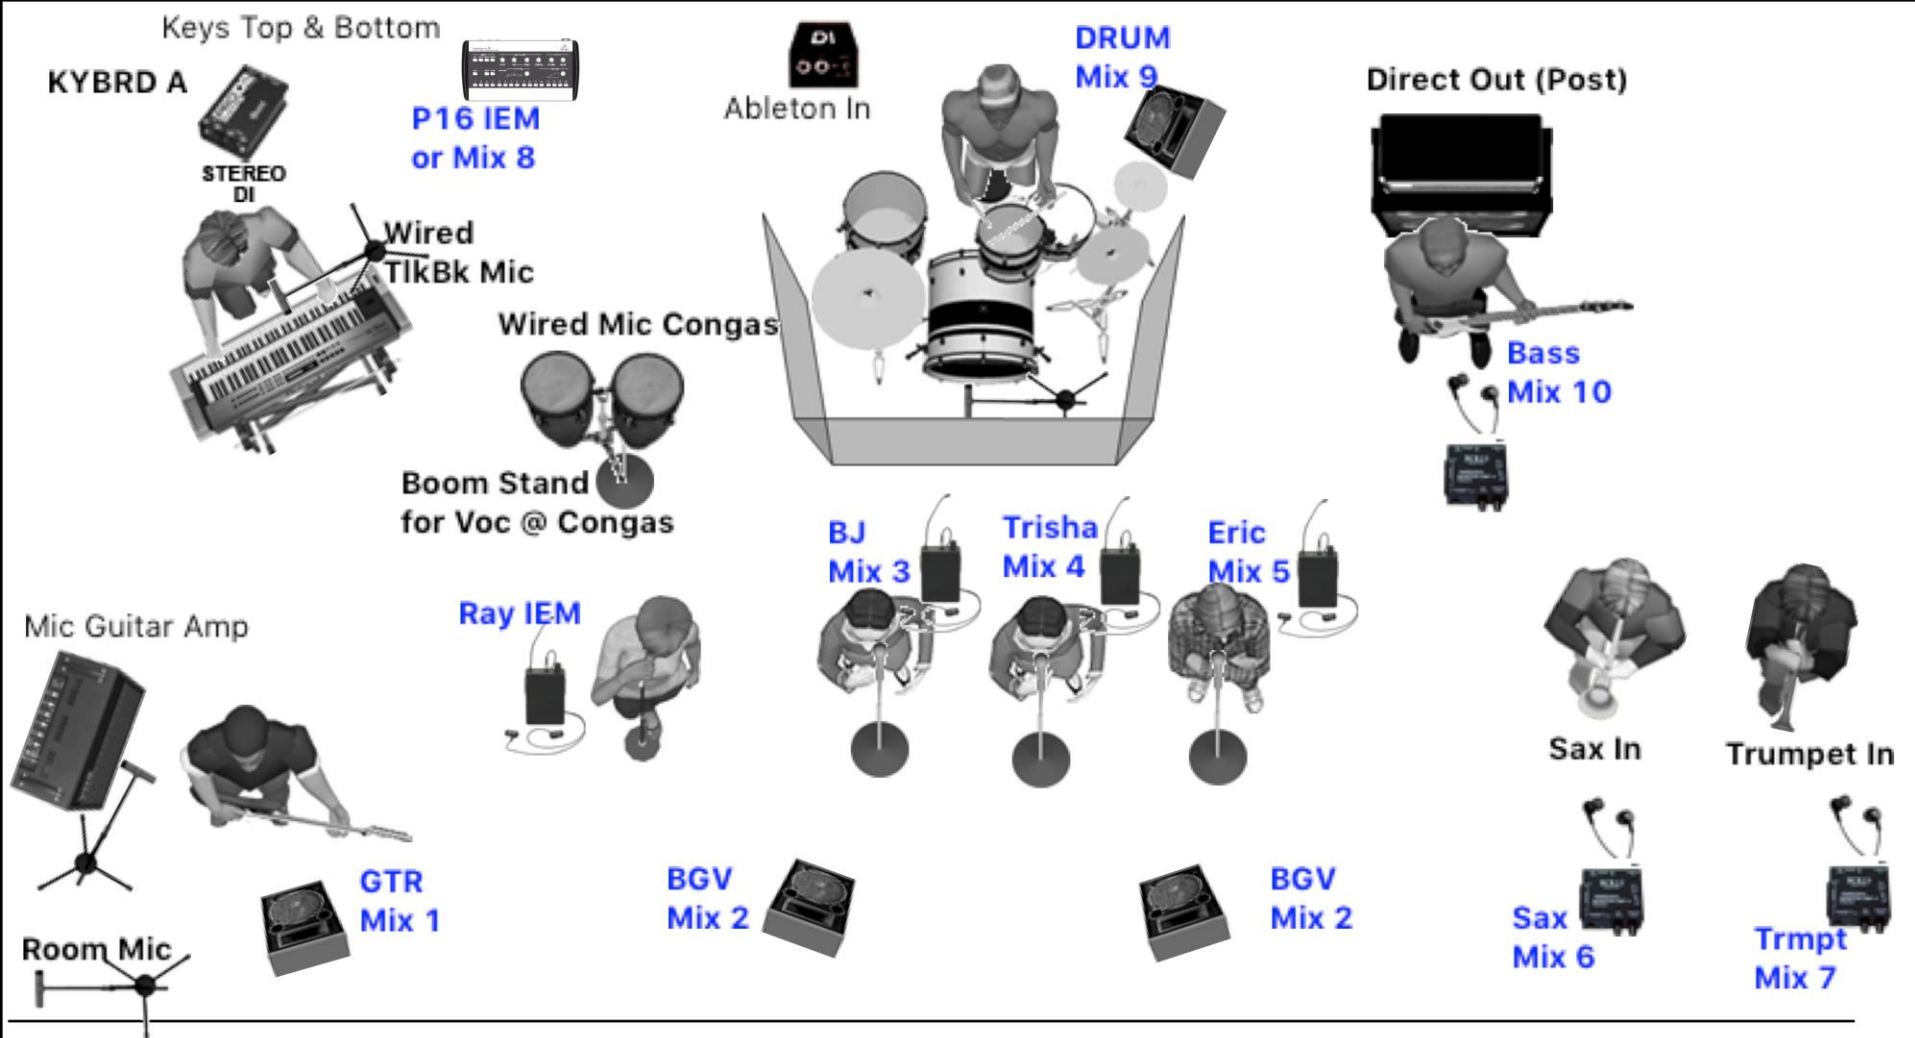 Keys Top & Bottom
KYBRD A
STEREO
DI
P16 IEM
or Mix 8
DI
Ableton In
DRUM
Mix 9
Direct Out (Post)
Wired
TlkBk Mic
Wired Mic Congas
Boom Stand
for Voc @ Congas
Bass
Mix 10
BJ
Mix 3
Trisha
Mix 4
Eric
Mix 5
Ray IEM
Mic Guitar Amp
Sax In
Trumpet In
GTR
Mix 1
BGV
Mix 2
BGV
Mix 2
Sax
Mix 6
Trmpt
Mix 7
Room Mic